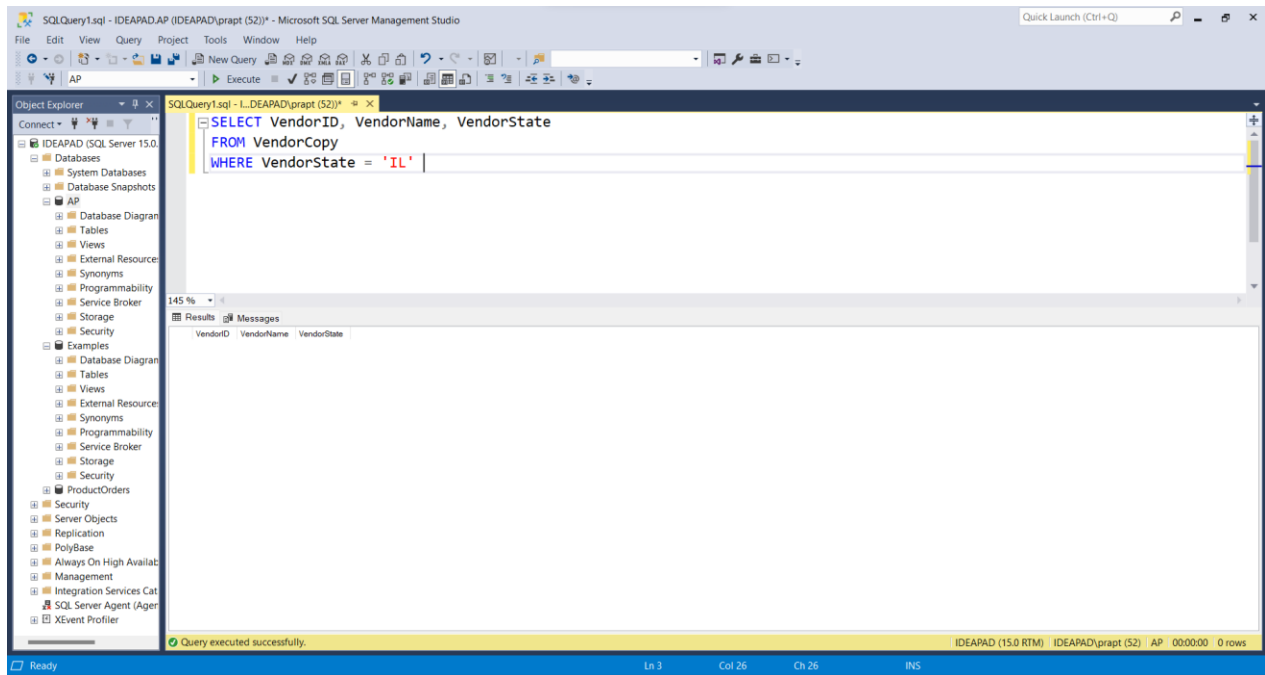 SQLQuery1.sql - IDEAPAD.AP (IDEAPAD\prapt (52))* - Microsoft SQL Server Management Studio
Quick Launch (Ctrl+Q)
File Edit View Query Project Tools Window Help
New Query
AP
Execute
Object Explorer
SQLQuery1.sql - I...DEAPAD\prapt (52))*
Connect
IDEAPAD (SQL Server 15.0.
Databases
System Databases
Database Snapshots
AP
Database Diagran
Tables
Views
External Resource:
Synonyms
Programmability
Service Broker
Storage
Security
Examples
Database Diagran
Tables
Views
External Resource:
Synonyms
Programmability
Service Broker
Storage
Security
ProductOrders
Security
Server Objects
Replication
PolyBase
Always On High Availab
Management
Integration Services Cat
SQL Server Agent (Agen
XEvent Profiler
SELECT VendorID, VendorName, VendorState
FROM VendorCopy
WHERE VendorState = 'IL'
145 %
Results Messages
VendorID VendorName VendorState
Query executed successfully.
IDEAPAD (15.0 RTM) IDEAPAD\prapt (52) AP 00:00:00 0 rows
Ready Ln 3 Col 26 Ch 26 INS